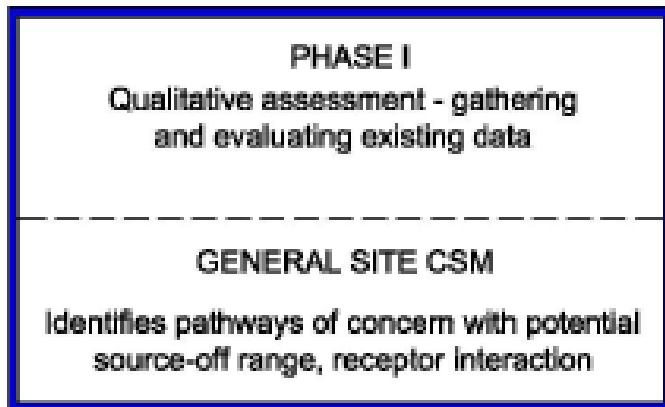 PHASE I
Qualitative assessment - gathering
and evaluating existing data
GENERAL SITE CSM
Identifies pathways of concern with potential
source-off range, receptor interaction